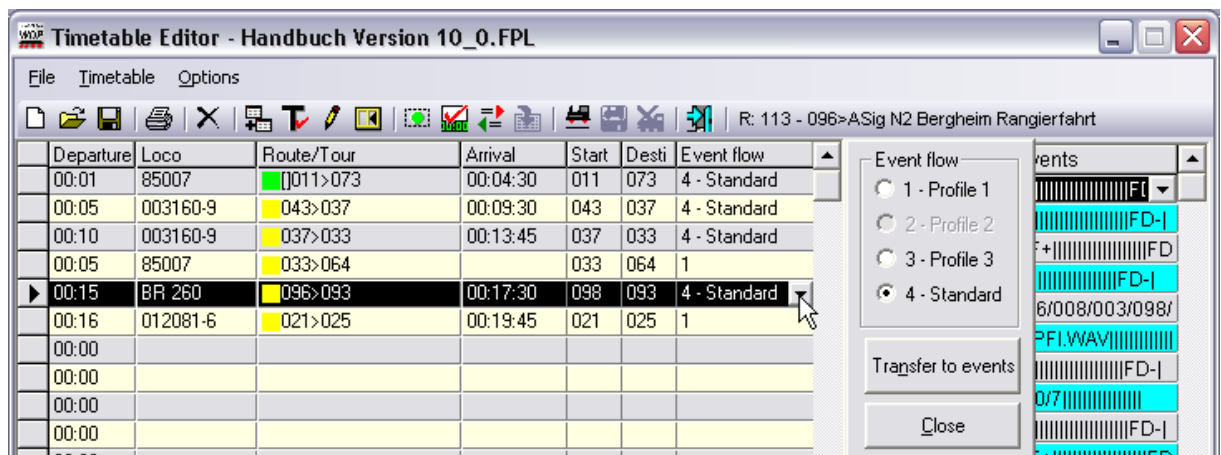 Timetable Editor - Handbuch Version 10_0.FPL
File Timetable Options
R: 113 - 096>ASig N2 Bergheim Rangierfahrt
Departure Loco Route/Tour Arrival Start Desti Event flow
00:01 85007 []011>073 00:04:30 011 073 4 - Standard
00:05 003160-9 043>037 00:09:30 043 037 4 - Standard
00:10 003160-9 037>033 00:13:45 037 033 4 - Standard
00:05 85007 033>064 033 064 1
00:15 BR 260 096>093 00:17:30 098 093 4 - Standard
00:16 012081-6 021>025 00:19:45 021 025 1
00:00
00:00
00:00
00:00
Event flow
1 - Profile 1
2 - Profile 2
3 - Profile 3
4 - Standard
Transfer to events
Close
vents
||||||||||||||||||F[
||||||||||||||||||FD-|
F+||||||||||||||||||FD
||||||||||||||||FD-|
6/008/003/098/
PFI.WAV||||||||||||
||||||||||||||||||FD-|
0/7|||||||||||||||
||||||||||||||||||FD-|